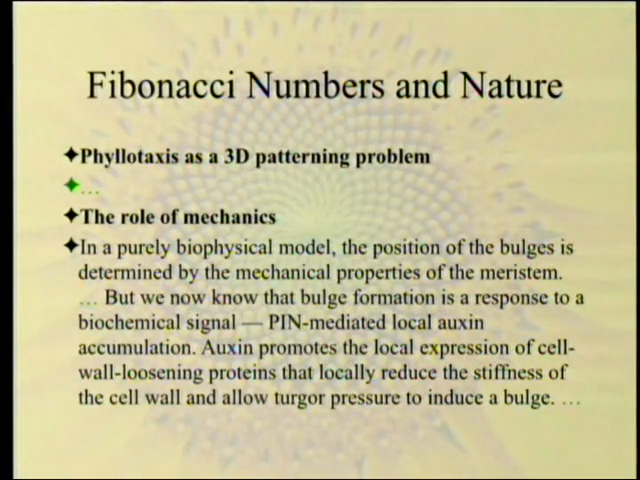 Fibonacci Numbers and Nature
✦Phyllotaxis as a 3D patterning problem
✦…
✦The role of mechanics
✦In a purely biophysical model, the position of the bulges is
determined by the mechanical properties of the meristem.
… But we now know that bulge formation is a response to a
biochemical signal — PIN-mediated local auxin
accumulation. Auxin promotes the local expression of cell-
wall-loosening proteins that locally reduce the stiffness of
the cell wall and allow turgor pressure to induce a bulge. …